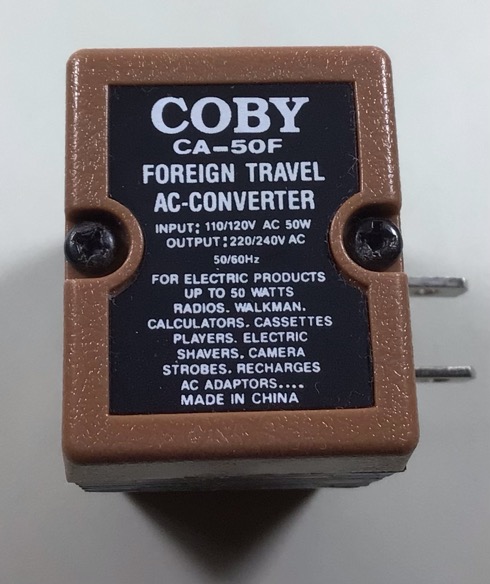 COBY
CA-50F
FOREIGN TRAVEL
AC-CONVERTER
INPUT: 110/120V AC 50W
OUTPUT: 220/240V AC
50/60Hz
FOR ELECTRIC PRODUCTS
UP TO 50 WATTS
RADIOS. WALKMAN.
CALCULATORS. CASSETTES
PLAYERS. ELECTRIC
SHAVERS, CAMERA
STROBES. RECHARGES
AC ADAPTORS....
MADE IN CHINA